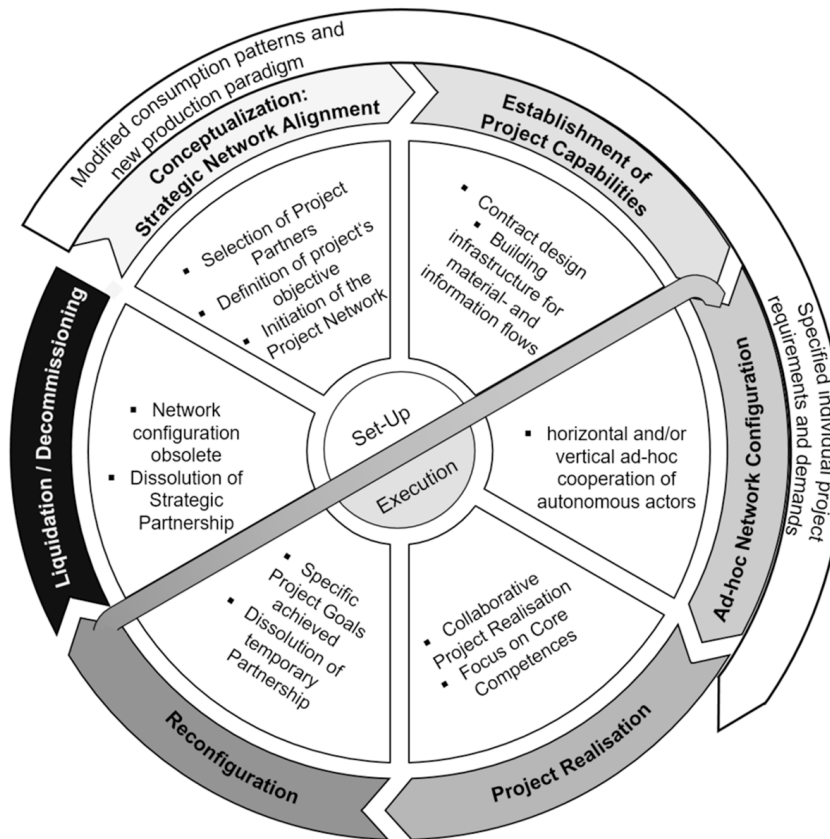 Modified consumption patterns and
new production paradigm
Conceptualization:
Strategic Network Alignment
▪ Selection of Project
Partners
▪ Definition of project's
objective
▪ Initiation of the
Project Network
Establishment of
Project Capabilities
▪ Contract design
▪ Building
infrastructure for
material- and
information flows
Specified individual project
requirements and demands
Ad-hoc Network Configuration
▪ horizontal and/or
vertical ad-hoc
cooperation of
autonomous actors
Project Realisation
▪ Collaborative
Project Realisation
▪ Focus on Core
Competences
Reconfiguration
▪ Specific
Project Goals
achieved
▪ Dissolution of
temporary
Partnership
Liquidation / Decommissioning
▪ Network
configuration
obsolete
▪ Dissolution of
Strategic
Partnership
Set-Up
Execution